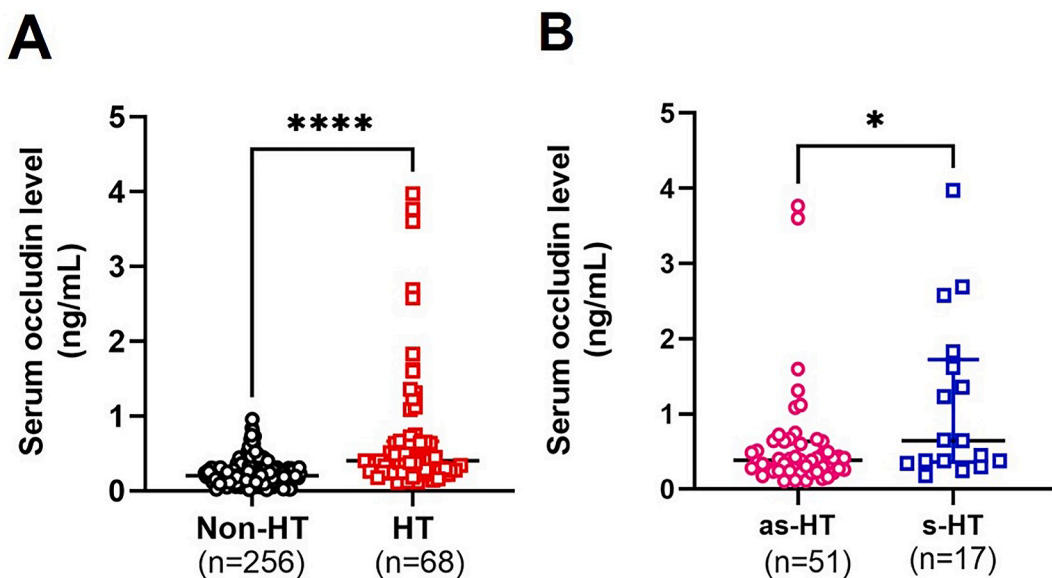 A
Serum occludin level
(ng/mL)
5
4
3
2
1
0
****
Non-HT
(n=256)
HT
(n=68)
B
Serum occludin level
(ng/mL)
5
4
3
2
1
0
*
as-HT
(n=51)
s-HT
(n=17)